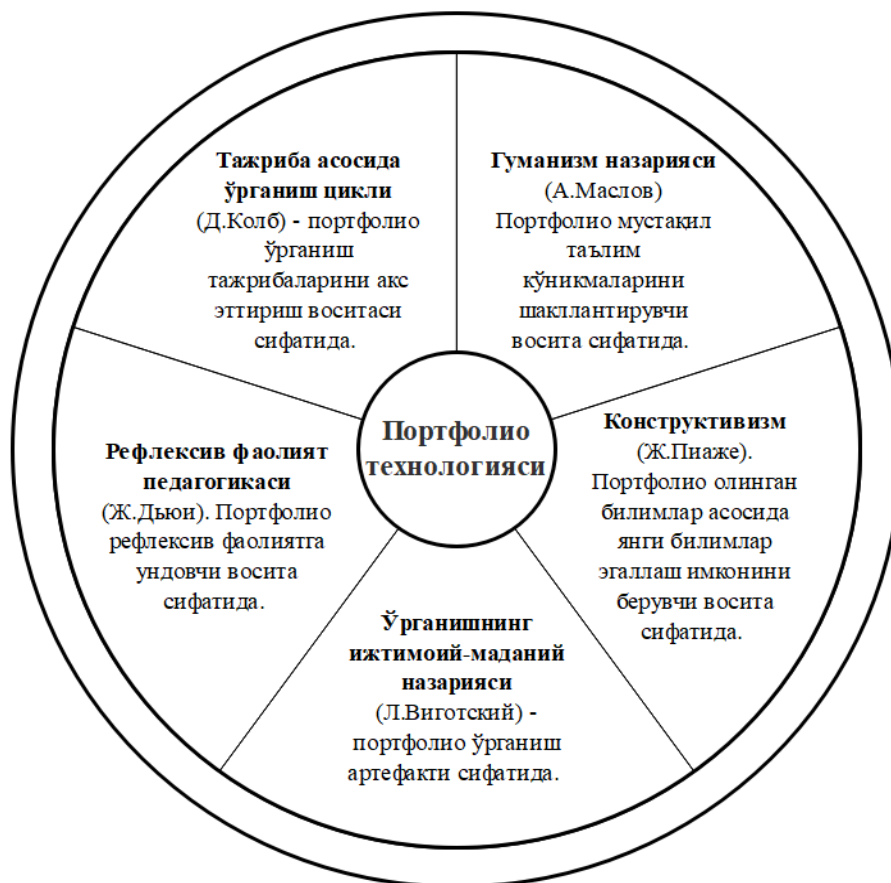 Тажриба асосида
ўрганиш цикли
(Д.Колб) - портфолио
ўрганиш
тажрибаларини акс
эттириш воситаси
сифатида.
Гуманизм назарияси
(А.Маслов)
Портфолио мустақил
таълим
кўникмаларини
шакллантирувчи
восита сифатида.
Портфолио
технологияси
Конструктивизм
(Ж.Пиаже).
Портфолио олинган
билимлар асосида
янги билимлар
эгаллаш имконини
берувчи восита
сифатида.
Рефлексив фаолият
педагогикаси
(Ж.Дьюи). Портфолио
рефлексив фаолиятга
ундовчи восита
сифатида.
Ўрганишнинг
ижтимоий-маданий
назарияси
(Л.Виготский) -
портфолио ўрганиш
артефакти сифатида.